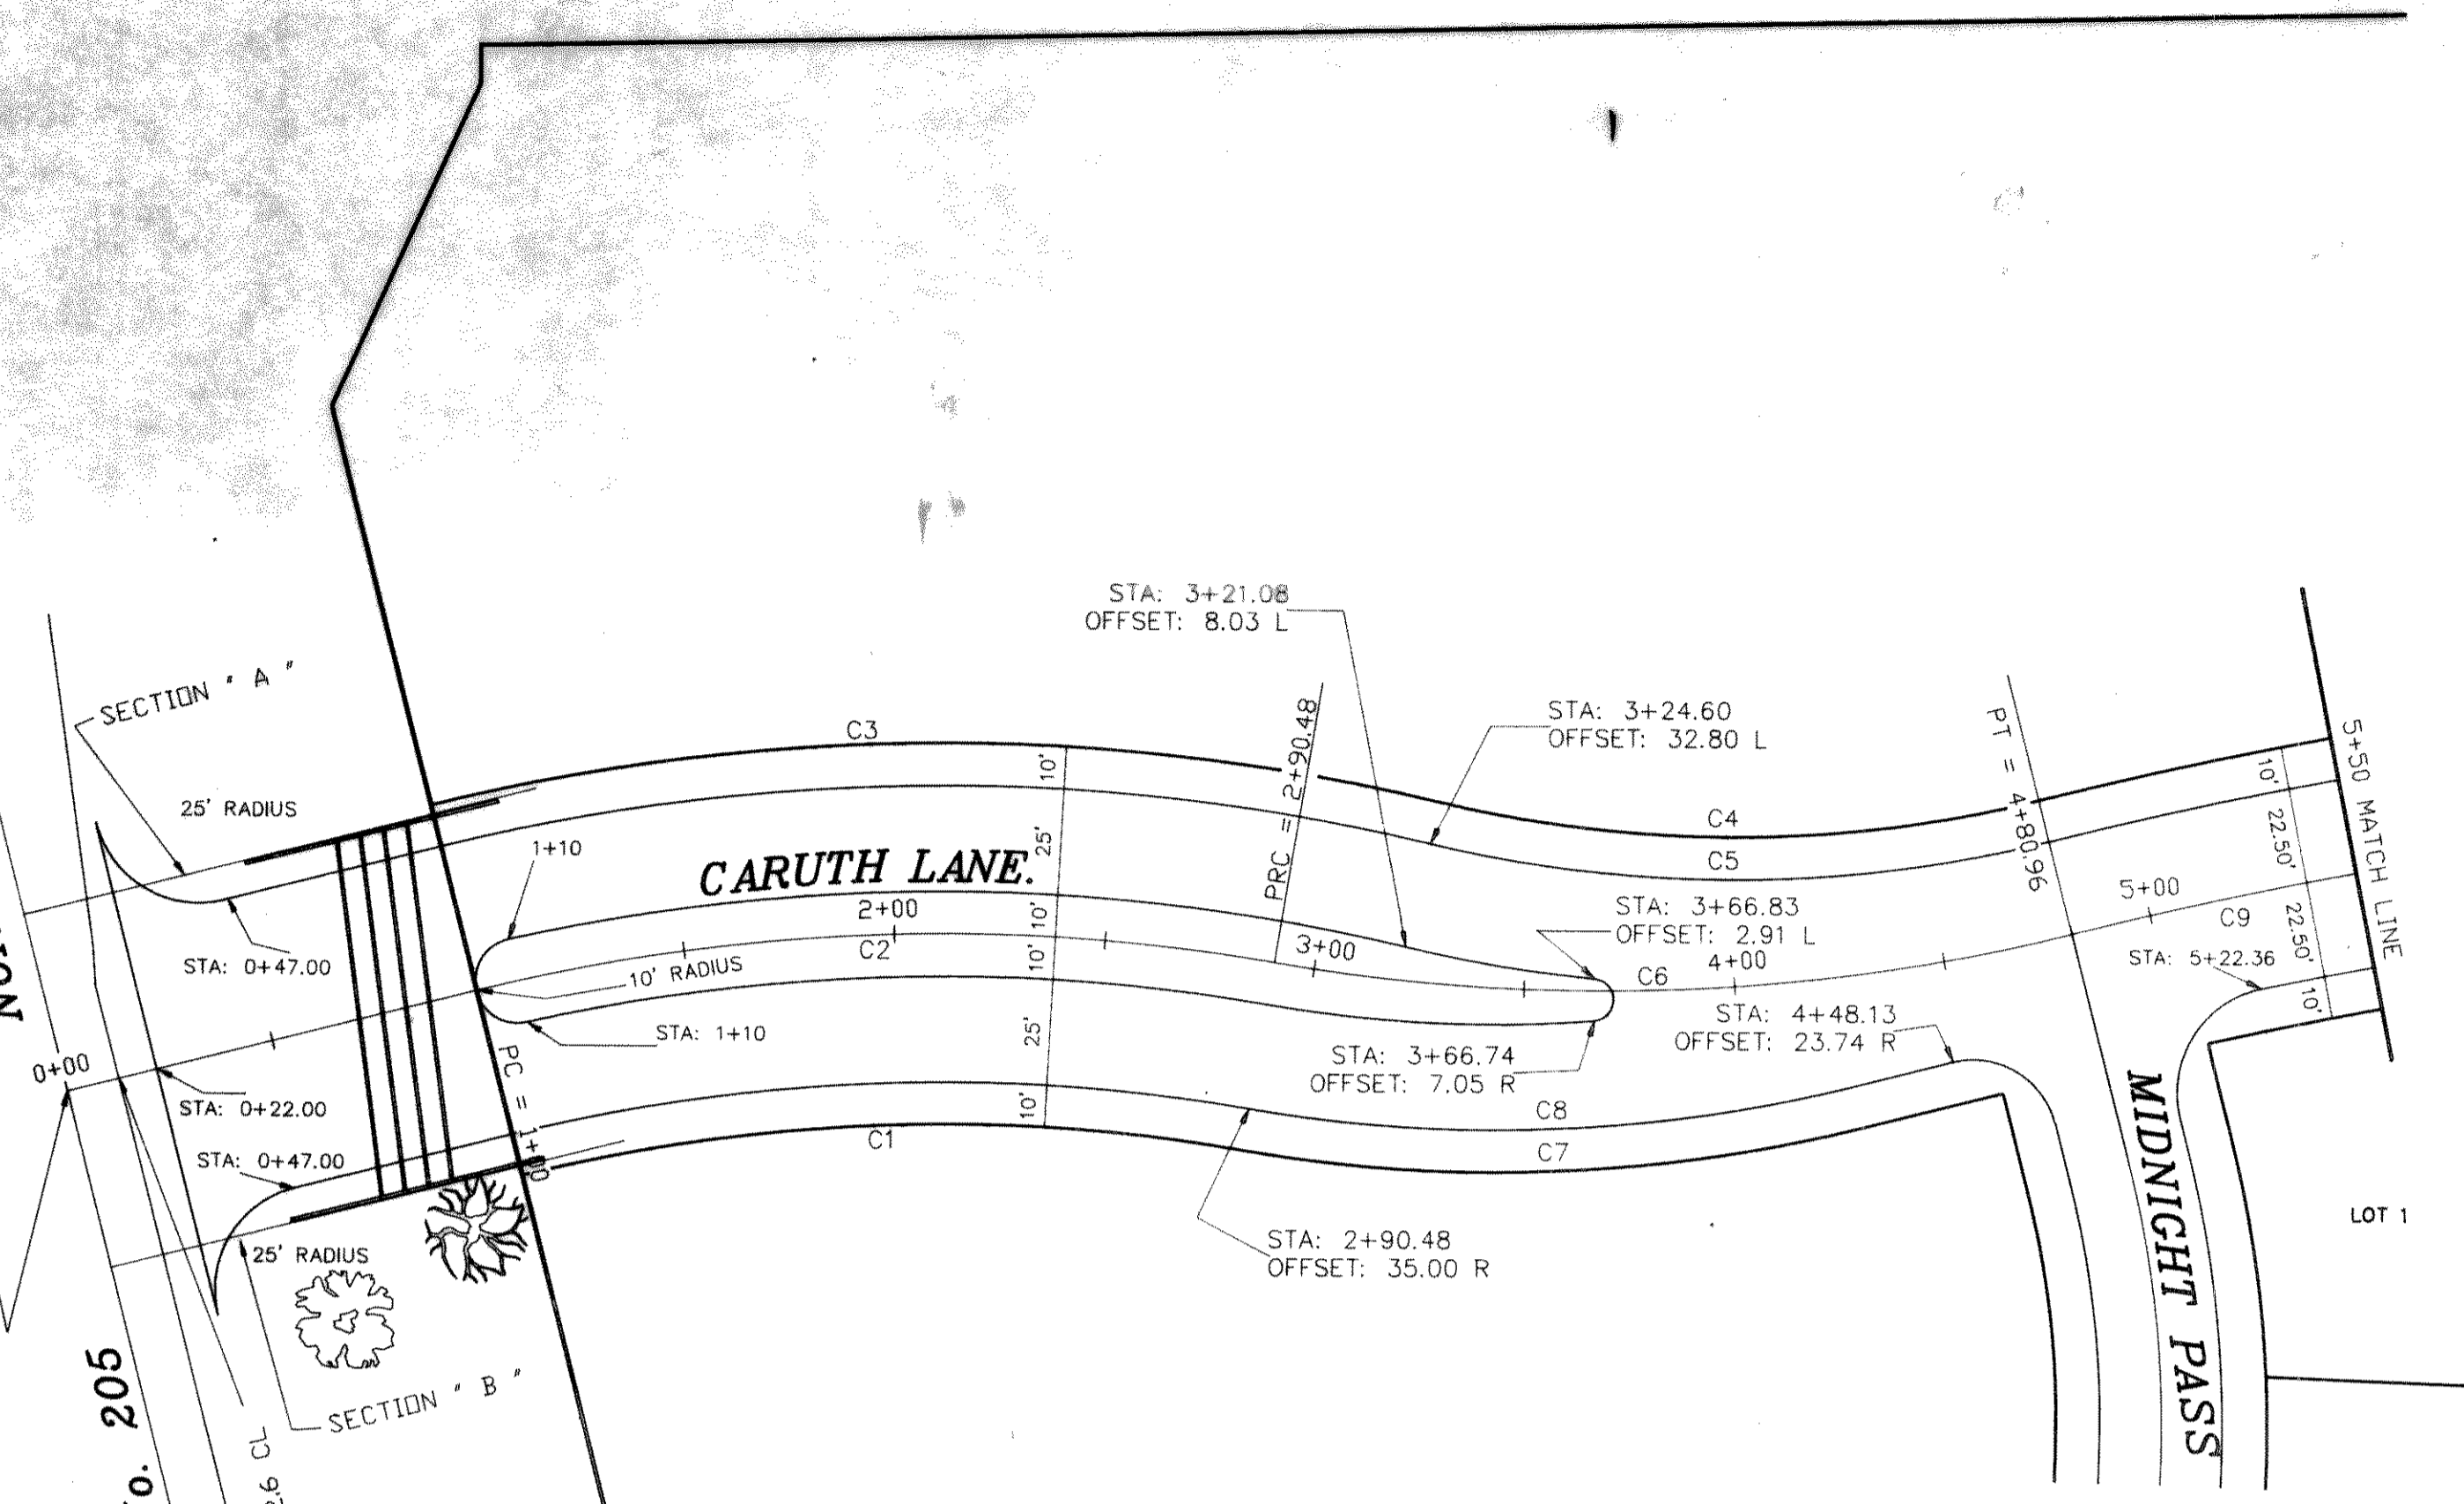 STA: 3+21.08
OFFSET: 8.03 L
SECTION " A "
STA: 3+24.60
OFFSET: 32.80 L
PRC = 2+90.48
PT = 4+80.96
5+50 MATCH LINE
C3
10'
25' RADIUS
C4
10'
1+10
25'
CARUTH LANE.
C5
22.50'
2+00
10'
5+00
STA: 3+66.83
OFFSET: 2.91 L
C9
22.50'
STA: 0+47.00
C2
10'
3+00
10' RADIUS
C6
4+00
STA: 5+22.36
10'
STA: 1+10
25'
STA: 4+48.13
OFFSET: 23.74 R
0+00
PC = 1+00
STA: 3+66.74
OFFSET: 7.05 R
STA: 0+22.00
10'
C8
C1
C7
STA: 0+47.00
MIDNIGHT PASS
LOT 1
25' RADIUS
STA: 2+90.48
OFFSET: 35.00 R
SECTION " B "
205
CL